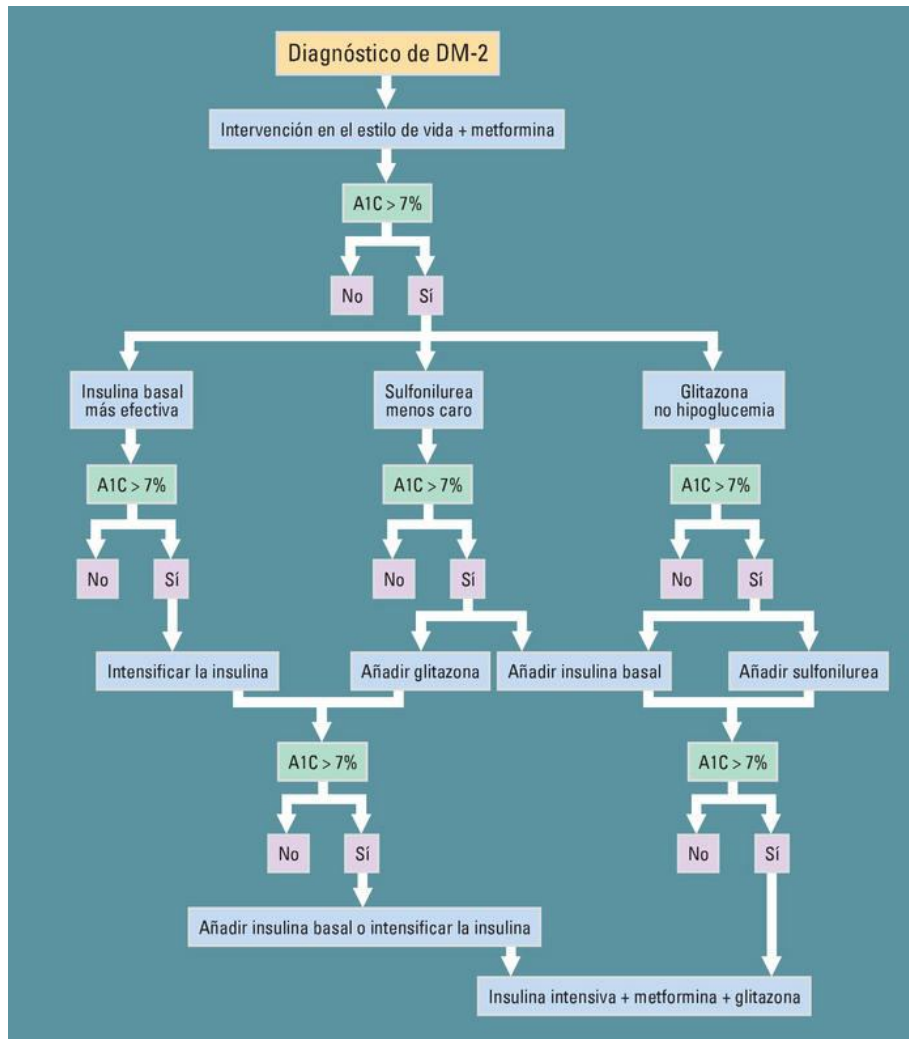 Diagnóstico de DM-2
Intervención en el estilo de vida + metformina
A1C > 7%
No
Sí
Insulina basal
más efectiva
Sulfonilurea
menos caro
Glitazona
no hipoglucemia
A1C > 7%
A1C > 7%
A1C > 7%
No
Sí
No
Sí
No
Sí
Intensificar la insulina
Añadir glitazona
Añadir insulina basal
Añadir sulfonilurea
A1C > 7%
A1C > 7%
No
Sí
No
Sí
Añadir insulina basal o intensificar la insulina
Insulina intensiva + metformina + glitazona